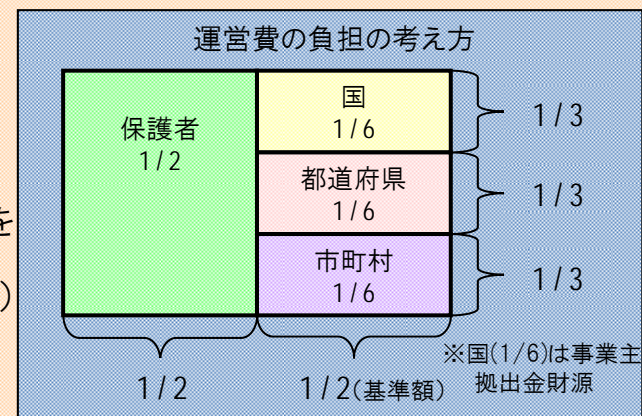 運営費の負担の考え方
保護者
1/2
国
1/6
1/3
都道府県
1/6
1/3
を
市町村
1/6
1/3
)
1/2
1/2(基準額)
※国(1/6)は事業主
拠出金財源